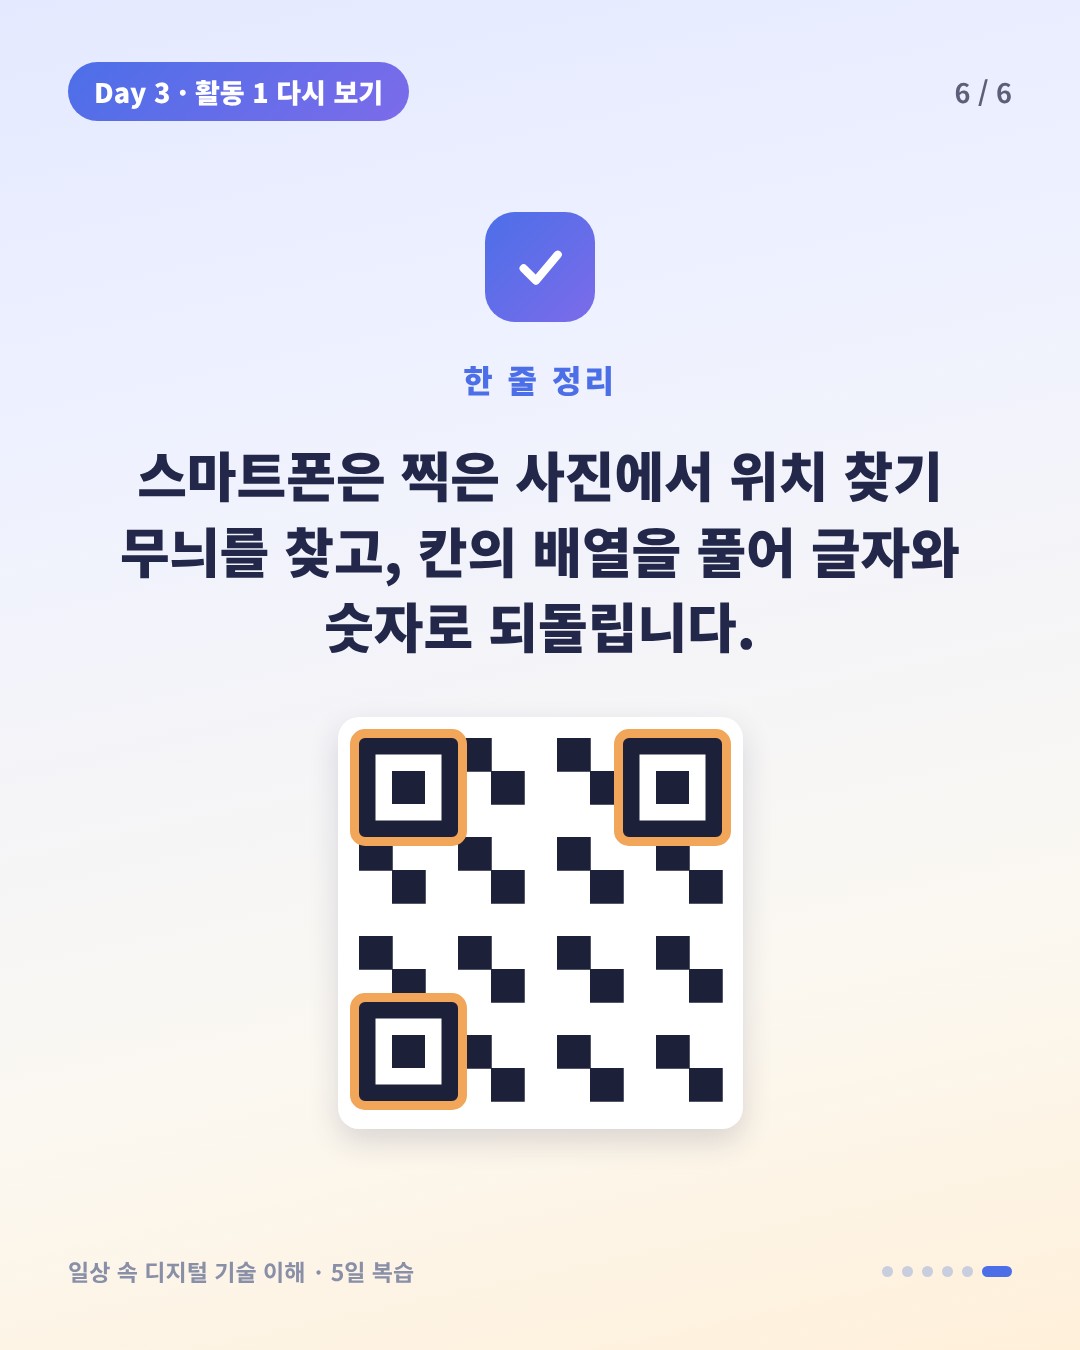 Day 3 · 활동 1 다시 보기
6 / 6
한 줄 정리
스마트폰은 찍은 사진에서 위치 찾기
무늬를 찾고, 칸의 배열을 풀어 글자와
숫자로 되돌립니다.
일상 속 디지털 기술 이해 · 5일 복습